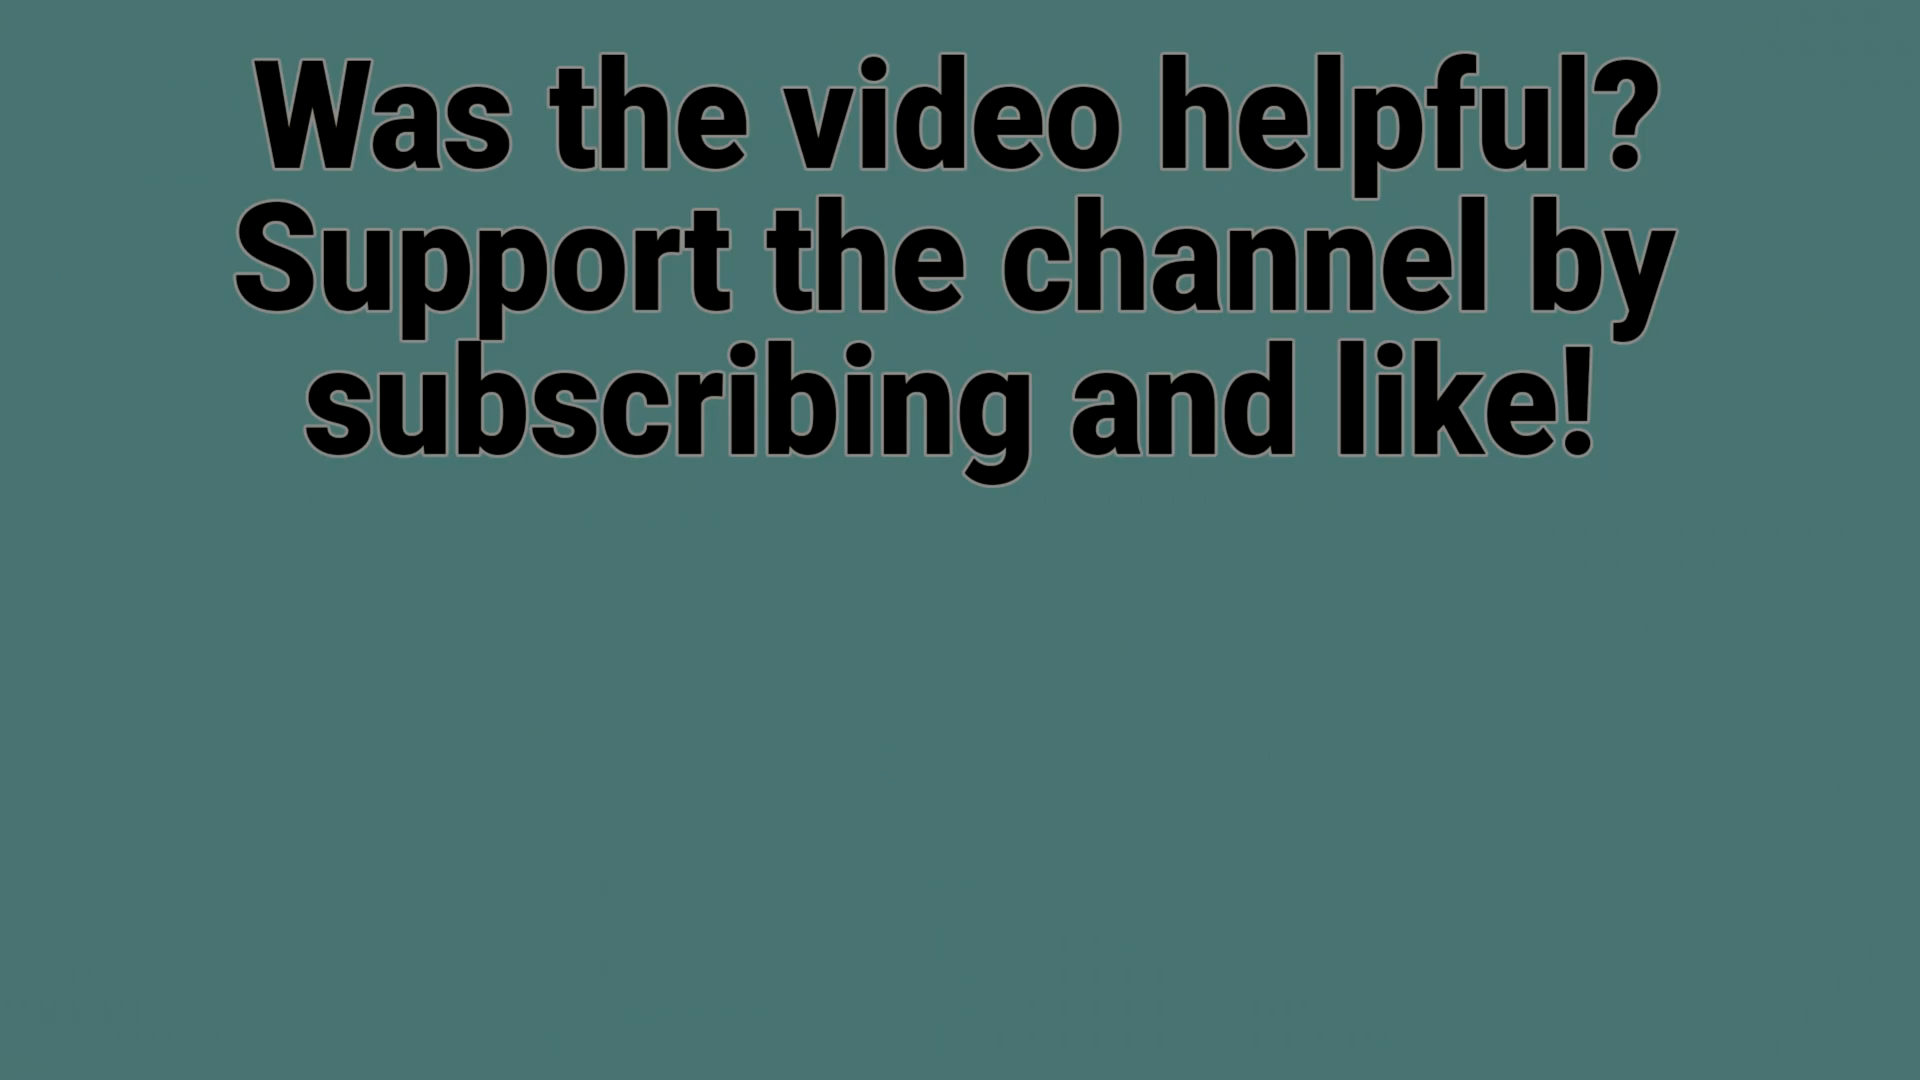 Was the video helpful?
Support the channel by
subscribing and like!